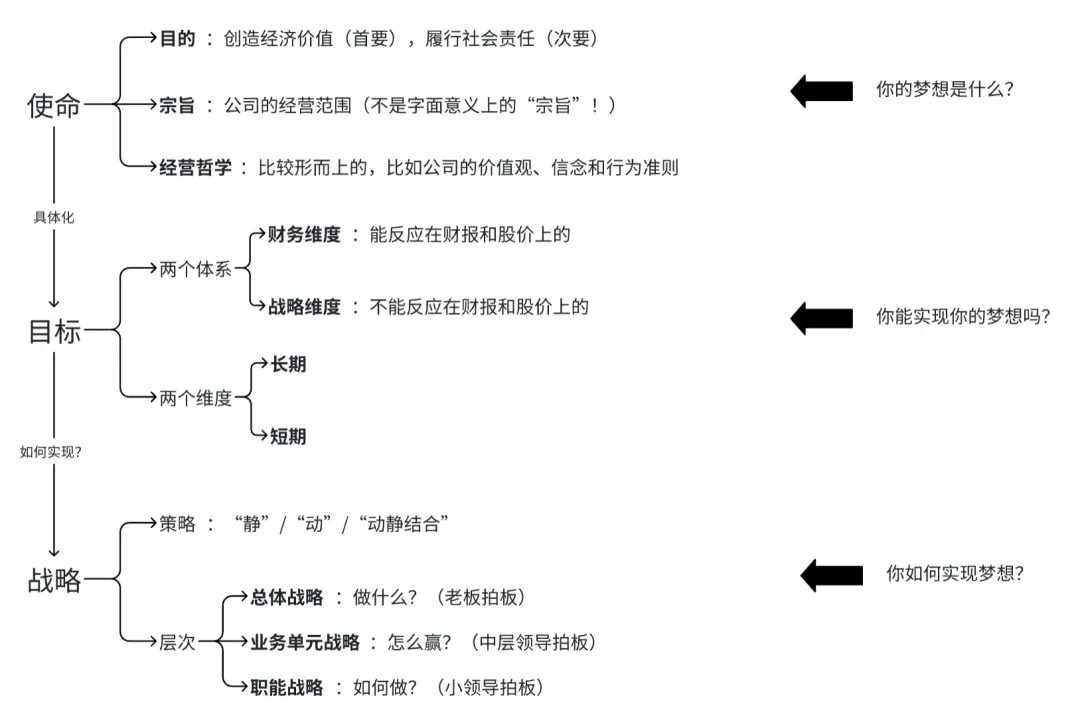 目的 ：创造经济价值（首要），履行社会责任（次要）
你的梦想是什么？
使命
宗旨 ：公司的经营范围（不是字面意义上的“宗旨”！）
经营哲学 ：比较形而上的，比如公司的价值观、信念和行为准则
具体化
财务维度 ：能反应在财报和股价上的
两个体系
战略维度 ：不能反应在财报和股价上的
你能实现你的梦想吗？
目标
长期
两个维度
短期
如何实现？
策略 ：“静” / “动” / “动静结合”
你如何实现梦想？
战略
总体战略 ：做什么？（老板拍板）
层次
业务单元战略 ：怎么赢？（中层领导拍板）
职能战略 ：如何做？（小领导拍板）